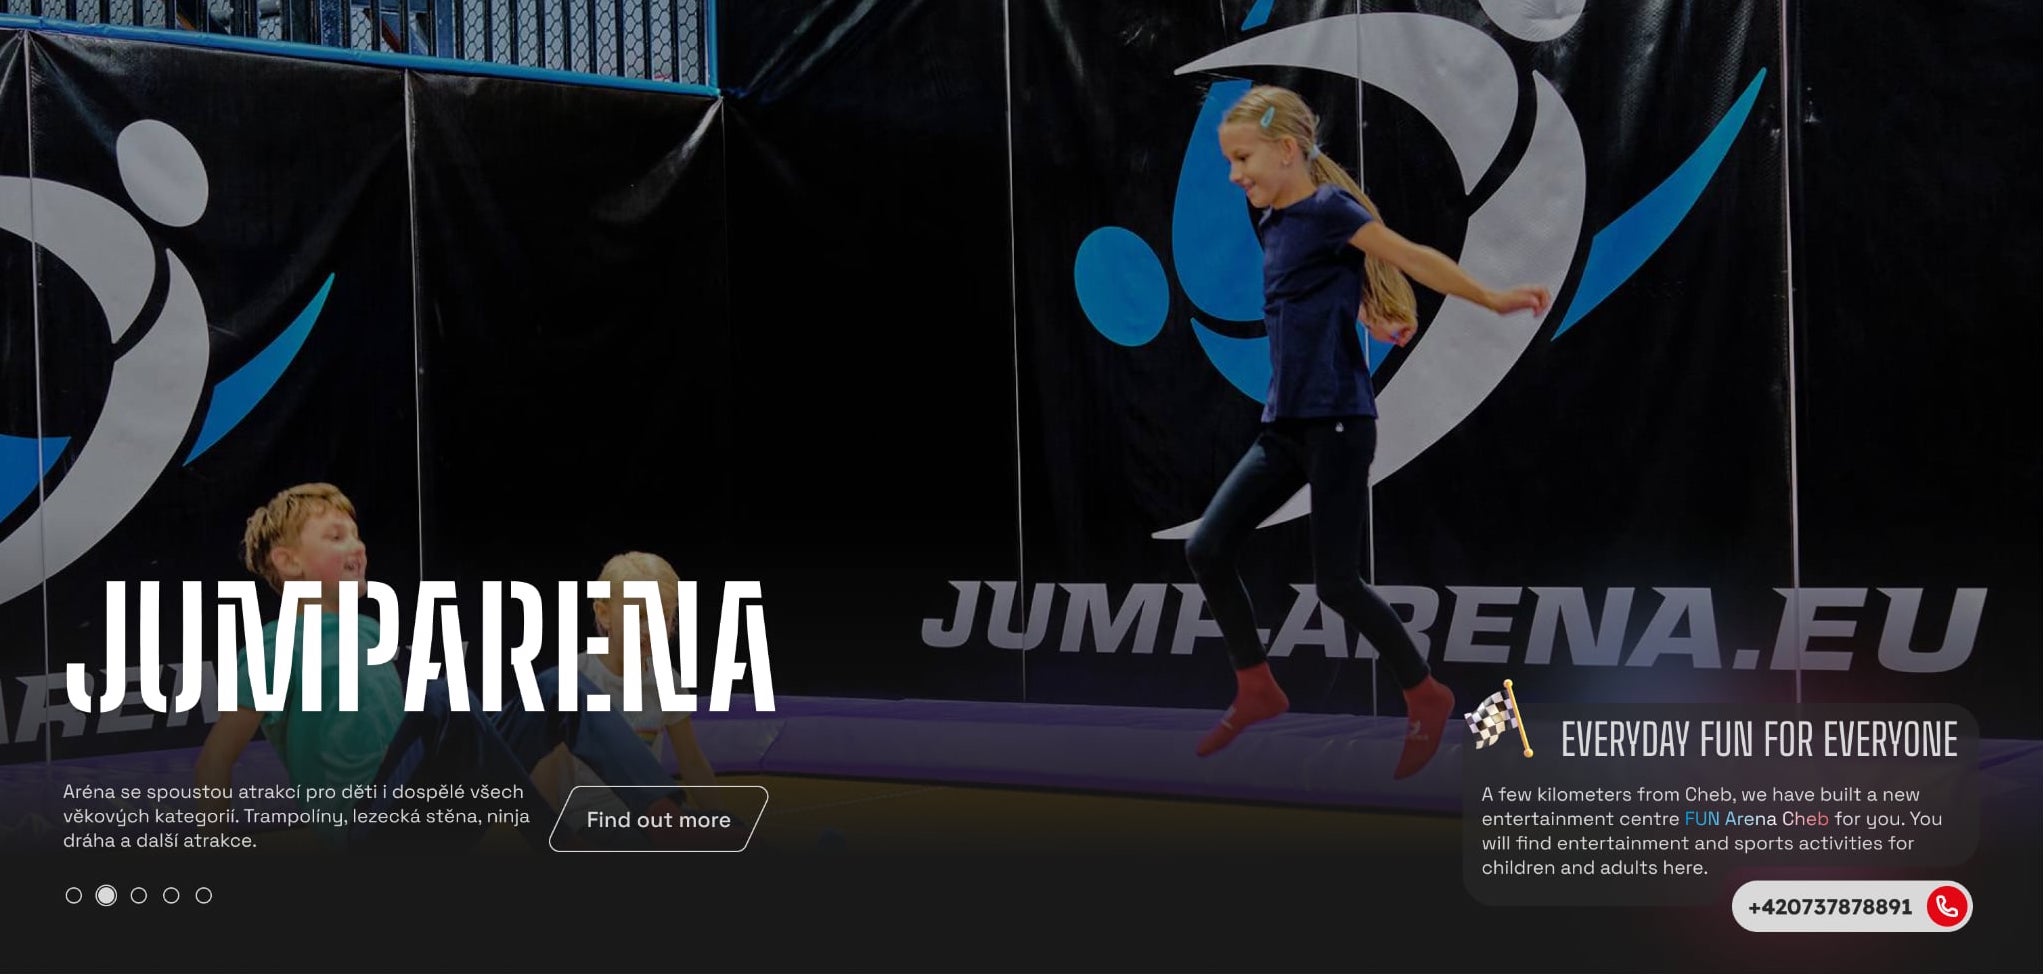 JUMPARENA
Aréna se spoustou atrakcí pro děti i dospělé všech
věkových kategorií. Trampolíny, lezecká stěna, ninja
dráha a další atrakce.
Find out more
JUMP-ARENA.EU
EVERYDAY FUN FOR EVERYONE
A few kilometers from Cheb, we have built a new
entertainment centre FUN Arena Cheb for you. You
will find entertainment and sports activities for
children and adults here.
+420737878891